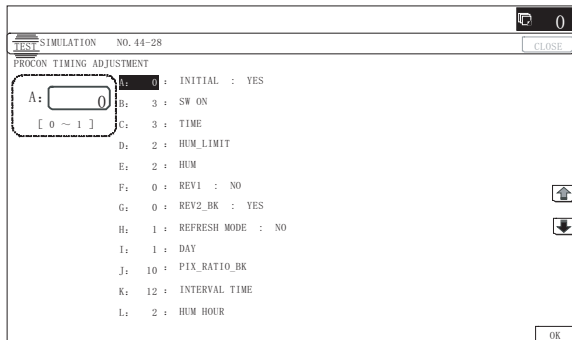 0
TEST SIMULATION NO.44-28
CLOSE
PROCON TIMING ADJUSTMENT
A: 0
[ 0 ~ 1 ]
A: 0 : INITIAL : YES
B: 3 : SW ON
C: 3 : TIME
D: 2 : HUM_LIMIT
E: 2 : HUM
F: 0 : REV1 : NO
G: 0 : REV2_BK : YES
H: 1 : REFRESH MODE : NO
I: 1 : DAY
J: 10 : PIX_RATIO_BK
K: 12 : INTERVAL TIME
L: 2 : HUM HOUR
OK